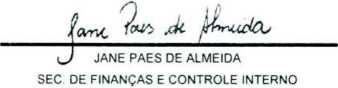 Jane Paes de Almeida
JANE PAES DE ALMEIDA
SEC. DE FINANÇAS E CONTROLE INTERNO